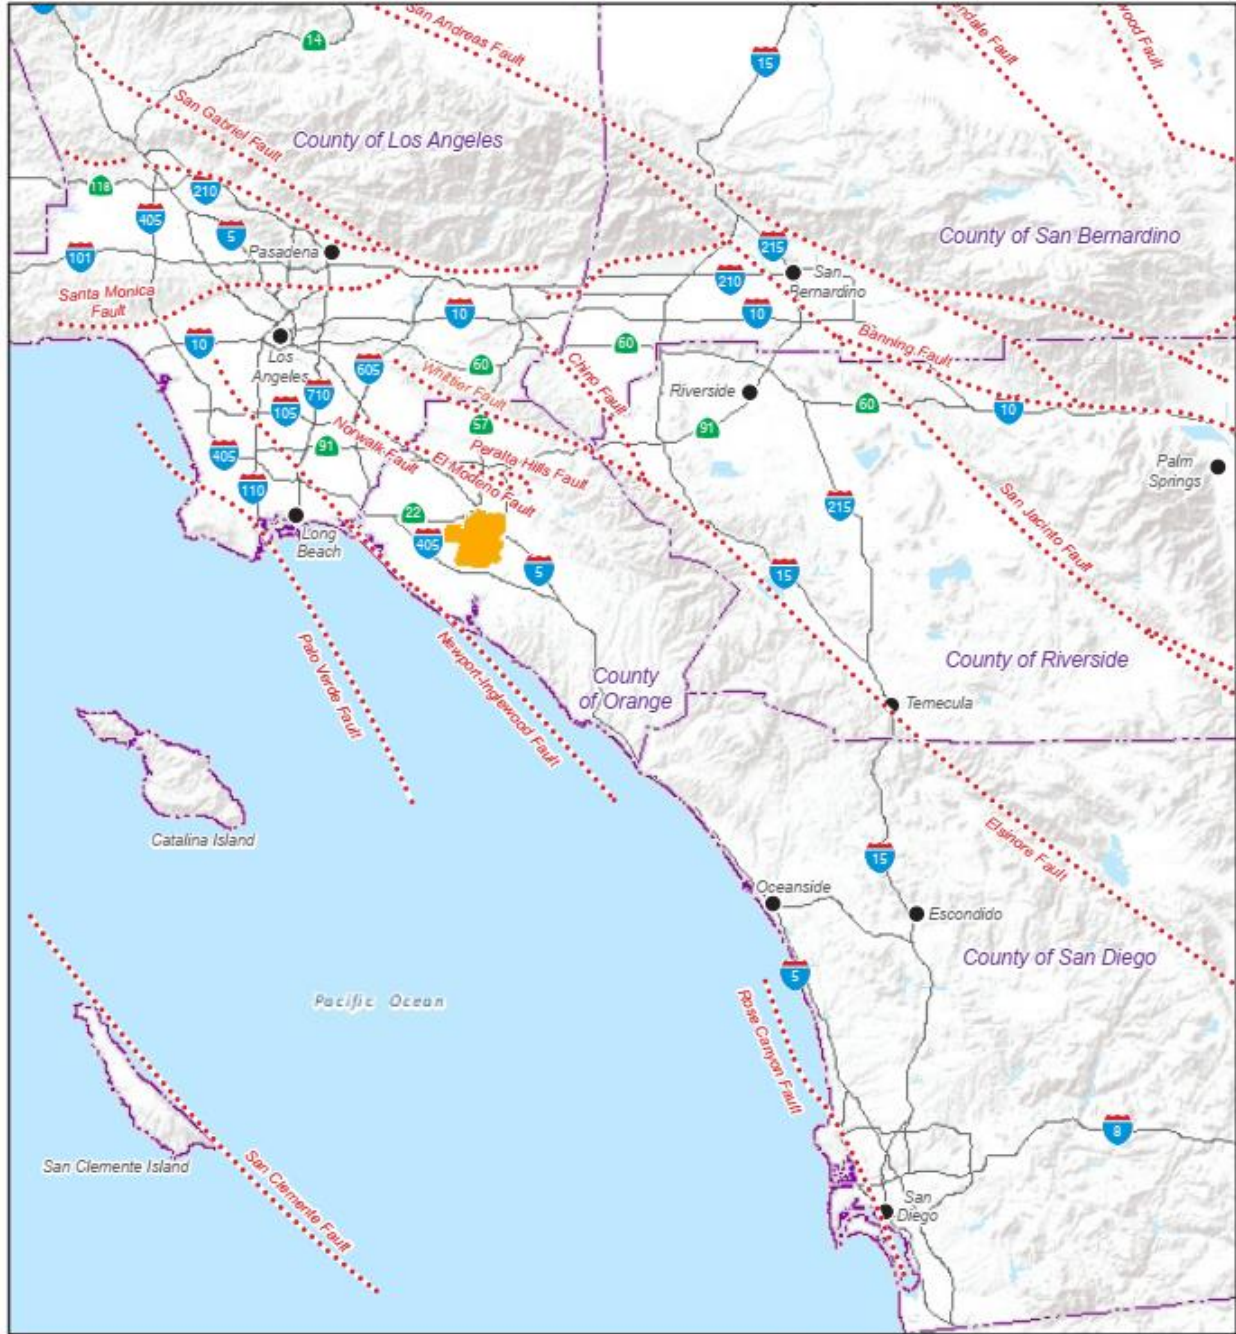 San Andreas Fault
14
15
wood Fault
San Gabriel Fault
County of Los Angeles
118
210
405
5
Pasadena
101
215
County of San Bernardino
210
San
Bernardino
Santa Monica
Fault
10
10
10
Los
Angeles
60
60
Banning Fault
605
Whittier Fault
Chino Fault
710
105
Riverside
60
10
57
91
Norwalk Fault
91
Peralta Hills Fault
El Modeno Fault
405
110
Palm
Springs
215
San Jacinto Fault
22
Long
Beach
405
5
15
Palo Verde Fault
Newport-Inglewood Fault
County
of Orange
County of Riverside
Temecula
Catalina Island
Elsinore Fault
15
Oceanside
Escondido
County of San Diego
5
Pacific Ocean
Rose Canyon Fault
8
San Clemente Island
San Clemente Fault
San
Diego